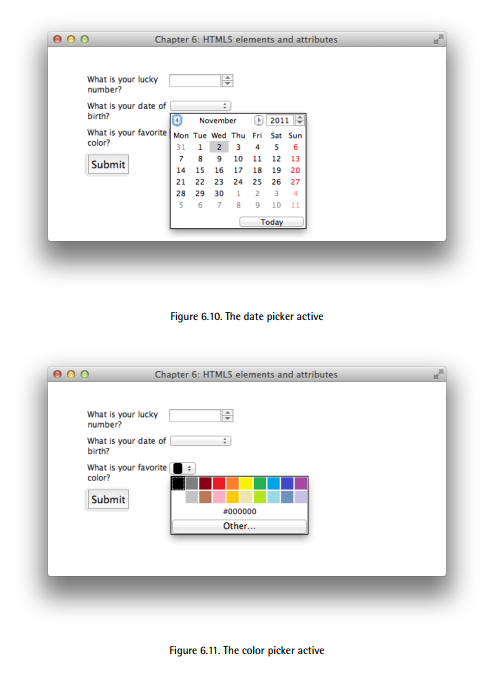 Chapter 6: HTML5 elements and attributes
What is your lucky
number?
What is your date of
birth?
What is your favorite
color?
Submit
November 2011
Mon Tue Wed Thu Fri Sat Sun
31 1 2 3 4 5 6
7 8 9 10 11 12 13
14 15 16 17 18 19 20
21 22 23 24 25 26 27
28 29 30 1 2 3 4
5 6 7 8 9 10 11
Today
Figure 6.10. The date picker active
Chapter 6: HTML5 elements and attributes
What is your lucky
number?
What is your date of
birth?
What is your favorite
color?
Submit
#000000
Other...
Figure 6.11. The color picker active